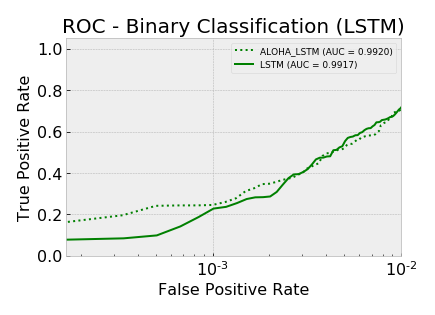 ROC - Binary Classification (LSTM)
ALOHA_LSTM (AUC = 0.9920)
LSTM (AUC = 0.9917)
True Positive Rate
1.0
0.8
0.6
0.4
0.2
0.0
10^-3
10^-2
False Positive Rate